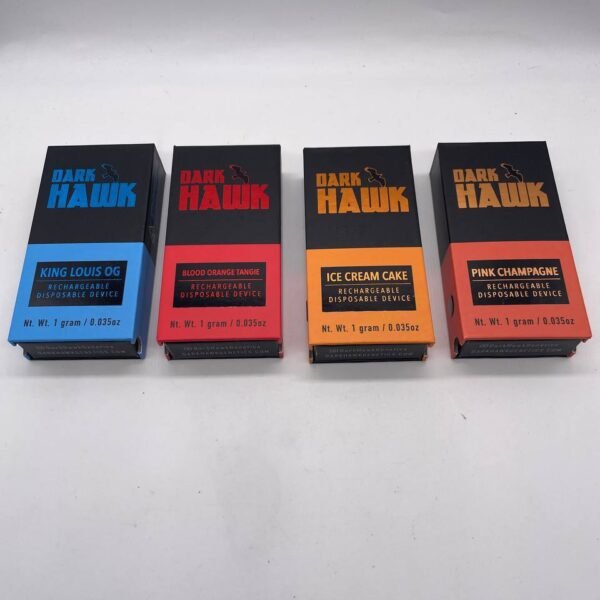 DARK
HAWK
KING LOUIS OG
RECHARGEABLE
DISPOSABLE DEVICE
Nt. Wt. 1 gram / 0.035oz
DARK
HAWK
BLOOD ORANGE TANGIE
RECHARGEABLE
DISPOSABLE DEVICE
Nt. Wt. 1 gram / 0.035oz
DARK
HAWK
ICE CREAM CAKE
RECHARGEABLE
DISPOSABLE DEVICE
Nt. Wt. 1 gram / 0.035oz
DARK
HAWK
PINK CHAMPAGNE
RECHARGEABLE
DISPOSABLE DEVICE
Nt. Wt. 1 gram / 0.035oz